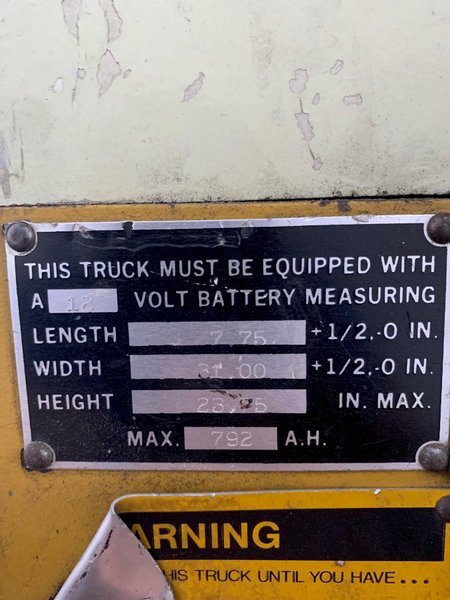 THIS TRUCK MUST BE EQUIPPED WITH
A 12 VOLT BATTERY MEASURING
LENGTH 7.75 +1/2,-0 IN.
WIDTH 31.00 +1/2,-0 IN.
HEIGHT IN. MAX.
MAX. 792 A.H.
ARNING
HIS TRUCK UNTIL YOU HAVE...